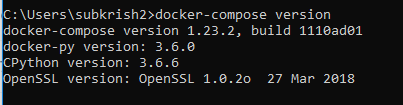 C:\Users\subkrish2>docker-compose version
docker-compose version 1.23.2, build 1110ad01
docker-py version: 3.6.0
CPython version: 3.6.6
OpenSSL version: OpenSSL 1.0.2o  27 Mar 2018